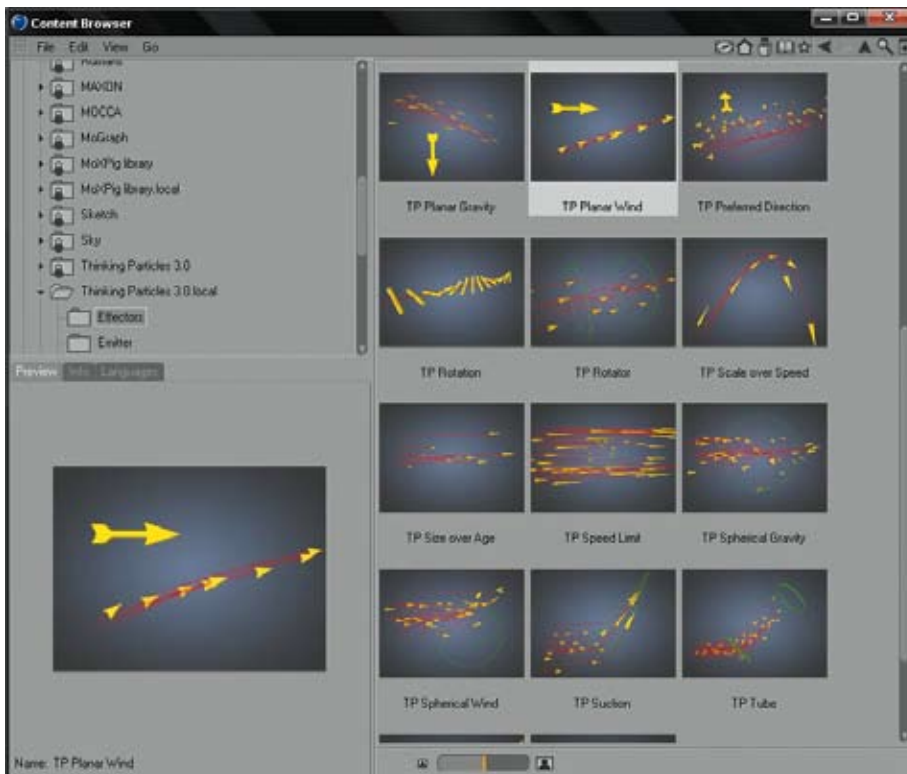 Content Browser
File Edit View Go
Humans
MAXON
MOCCA
MoGraph
MoXPig library
MoXPig library.local
Sketch
Sky
Thinking Particles 3.0
Thinking Particles 3.0.local
Effectors
Emitter
Preview Info Languages
Name: TP Planar Wind
TP Planar Gravity TP Planar Wind TP Preferred Direction
TP Rotation TP Rotator TP Scale over Speed
TP Size over Age TP Speed Limit TP Spherical Gravity
TP Spherical Wind TP Suction TP Tube